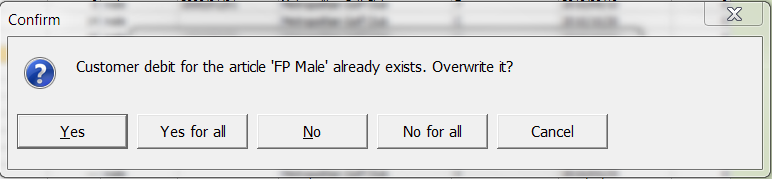 Confirm
Customer debit for the article 'FP Male' already exists. Overwrite it?
Yes Yes for all No No for all Cancel